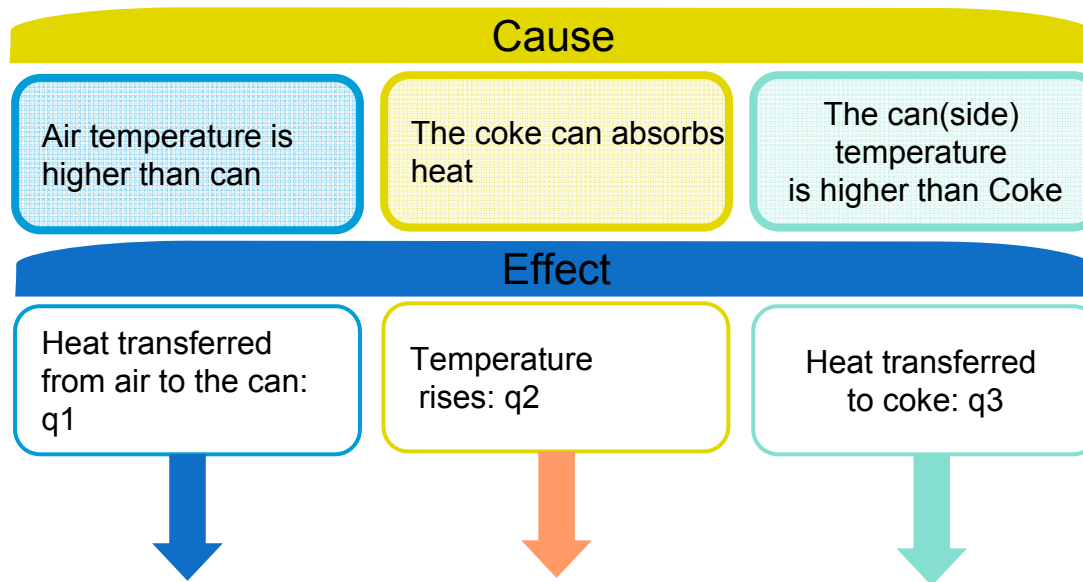 Cause
Air temperature is
higher than can
The coke can absorbs
heat
The can(side)
temperature
is higher than Coke
Effect
Heat transferred
from air to the can:
q1
Temperature
rises: q2
Heat transferred
to coke: q3